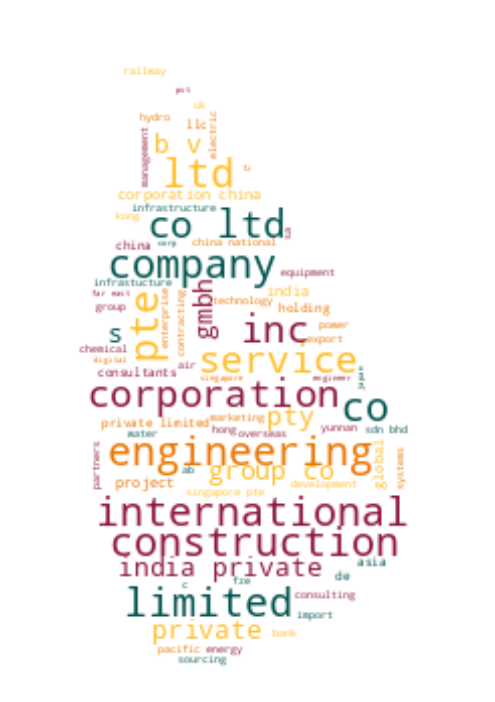 railway
pvt
uk
hydro
llc
electric
management
b v
ltd
corporation china
infrastructure
kong
co ltd
sa
china
corp
china national
company
equipment
infrastucture
far east
group
pte
enterprise
contracting
gmbh
technology
india
holding
s
inc
power
export
chemical
digital
air
service
consultants
singapore
engineer
japan
corporation
co
private limited
marketing
pty
water
hong
overseas
yunnan
sdn bhd
engineering
partners
ab
group co
global
systems
project
development
singapore pte
international
construction
india private
asia
de
c
fze
limited
consulting
import
private
bank
pacific
energy
sourcing